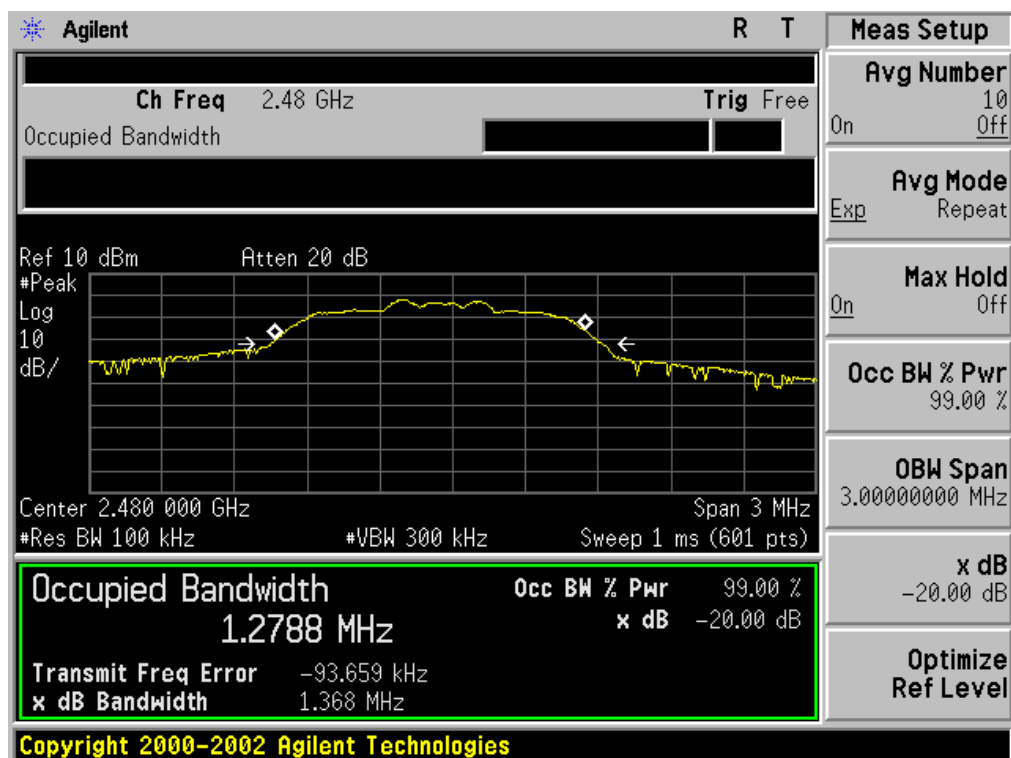 Agilent R T
Ch Freq 2.48 GHz Trig Free
Occupied Bandwidth
Ref 10 dBm Atten 20 dB
#Peak
Log
10
dB/
Center 2.480 000 GHz Span 3 MHz
#Res BW 100 kHz #VBW 300 kHz Sweep 1 ms (601 pts)
Occupied Bandwidth Occ BW % Pwr 99.00 %
1.2788 MHz x dB -20.00 dB
Transmit Freq Error -93.659 kHz
x dB Bandwidth 1.368 MHz
Copyright 2000-2002 Agilent Technologies
Meas Setup
Avg Number
10
On Off
Avg Mode
Exp Repeat
Max Hold
On Off
Occ BW % Pwr
99.00 %
OBW Span
3.00000000 MHz
x dB
-20.00 dB
Optimize
Ref Level